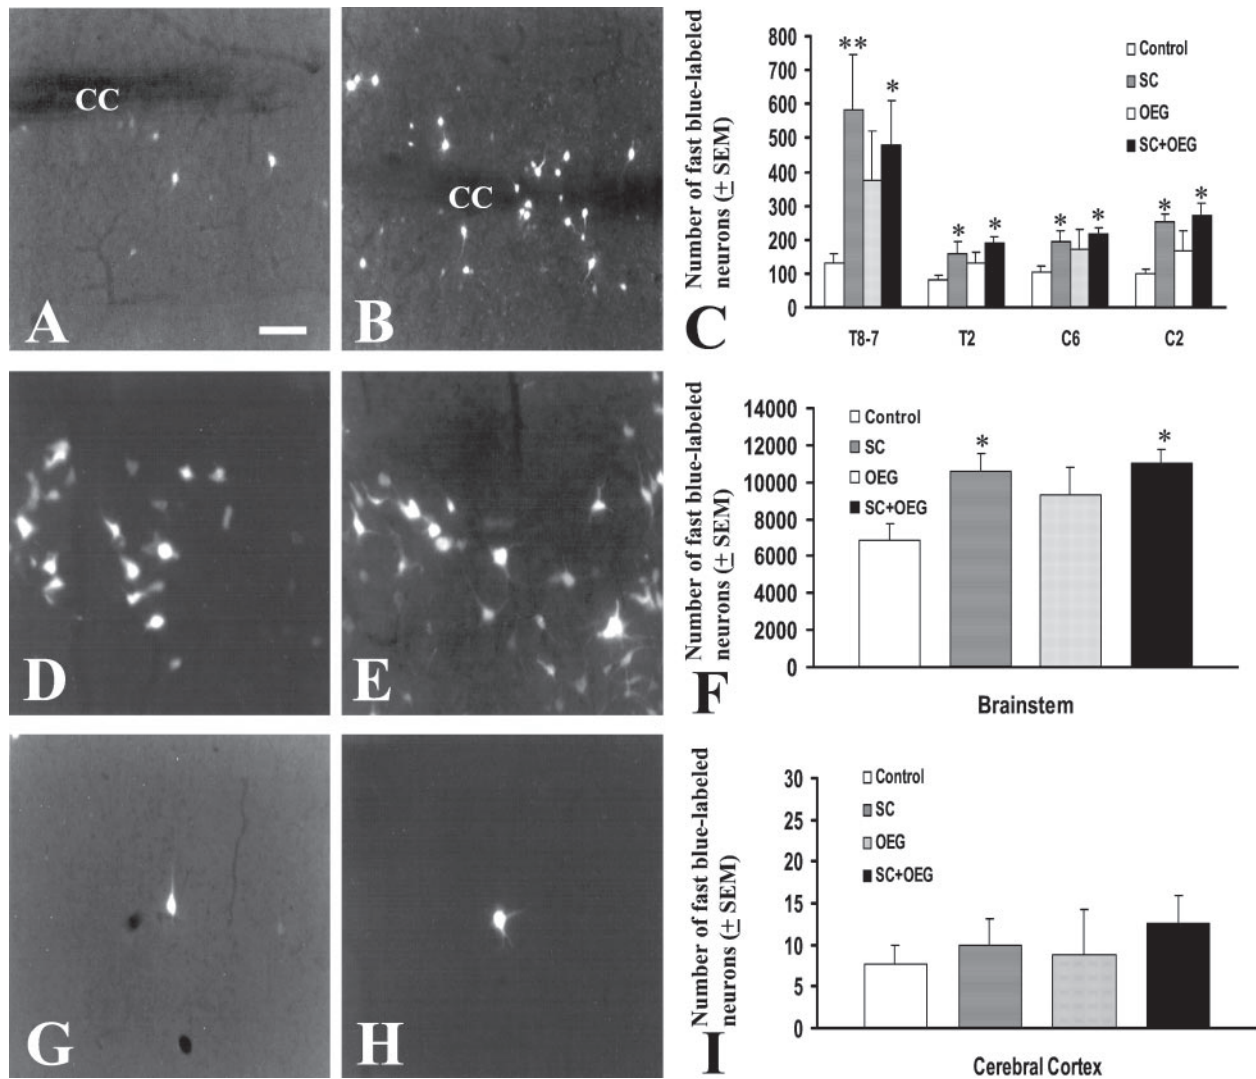 CC
A
CC
B
Number of fast blue-labeled
neurons (± SEM)
800
700
600
500
400
300
200
100
0
**
*
*
*
*
*
*
*
Control
SC
OEG
SC+OEG
T8-7
T2
C6
C2
C
D
E
Number of fast blue-labeled
neurons (± SEM)
14000
12000
10000
8000
6000
4000
2000
0
Control
SC
OEG
SC+OEG
*
*
Brainstem
F
G
H
Number of fast blue-labeled
neurons (± SEM)
30
25
20
15
10
5
0
Control
SC
OEG
SC+OEG
Cerebral Cortex
I